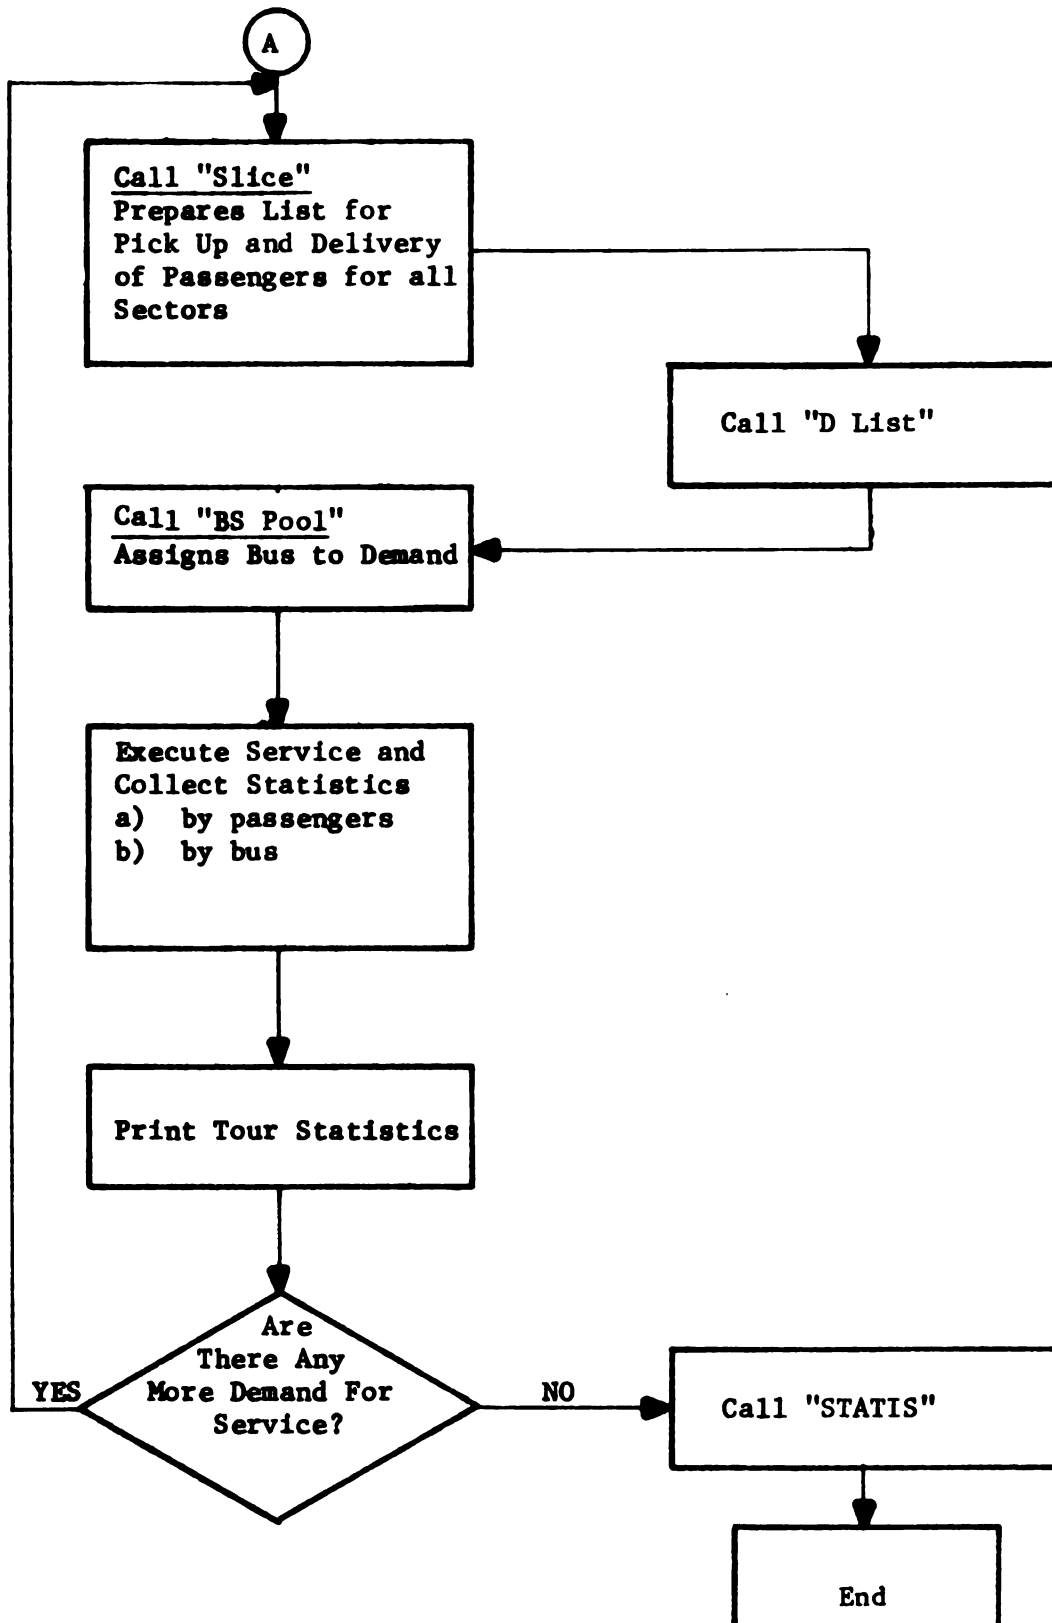 A
Call "Slice"
Prepares List for
Pick Up and Delivery
of Passengers for all
Sectors
Call "D List"
Call "BS Pool"
Assigns Bus to Demand
Execute Service and
Collect Statistics
a) by passengers
b) by bus
Print Tour Statistics
Are
There Any
More Demand For
Service?
YES
NO
Call "STATIS"
End